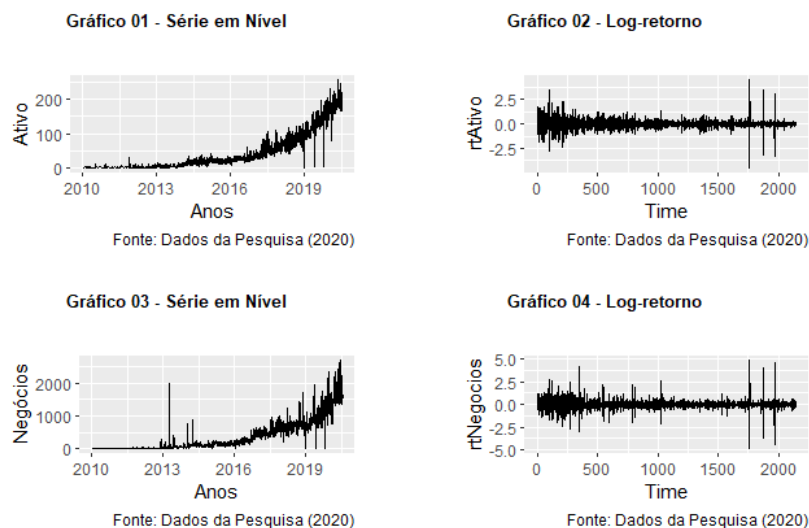 Gráfico 01 - Série em Nível
Ativo
200
100
0
2010
2013
2016
2019
Anos
Fonte: Dados da Pesquisa (2020)
Gráfico 02 - Log-retorno
rtAtivo
2.5
0.0
-2.5
0
500
1000
1500
2000
Time
Fonte: Dados da Pesquisa (2020)
Gráfico 03 - Série em Nível
Negócios
2000
1000
0
2010
2013
2016
2019
Anos
Fonte: Dados da Pesquisa (2020)
Gráfico 04 - Log-retorno
rtNegocios
5.0
2.5
0.0
-2.5
-5.0
0
500
1000
1500
2000
Time
Fonte: Dados da Pesquisa (2020)